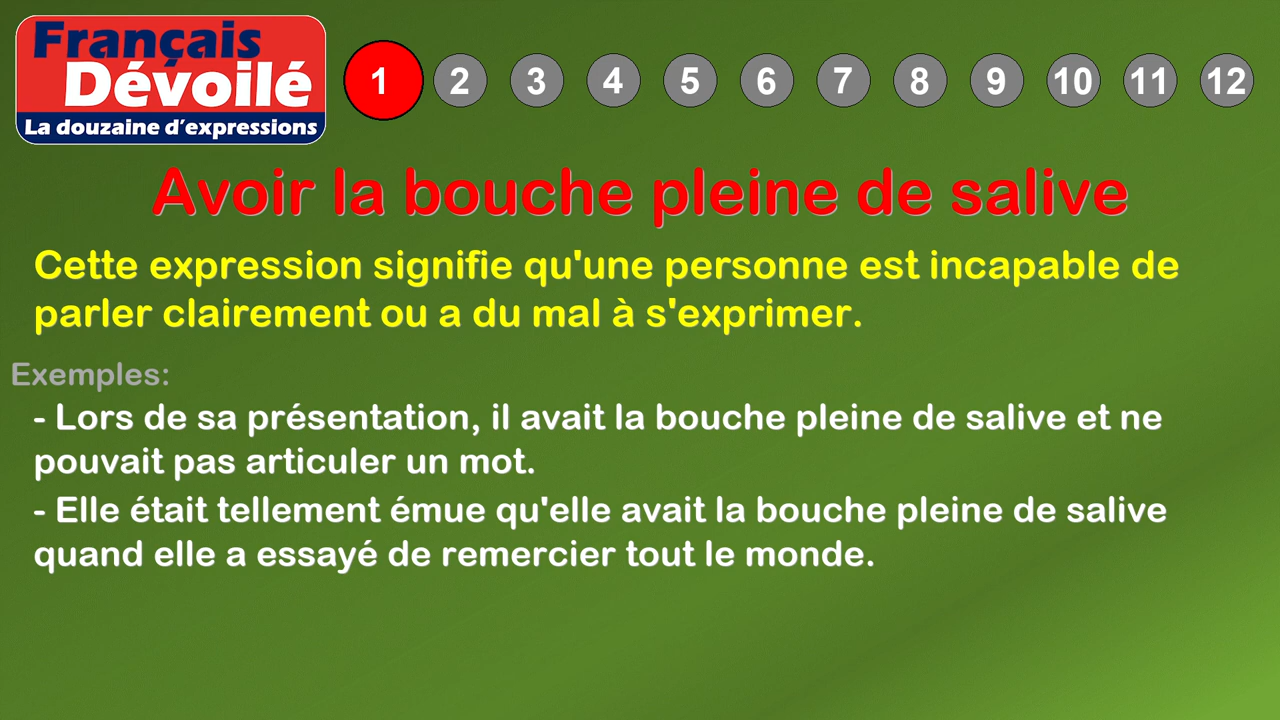 Français
Dévoilé
La douzaine d'expressions
1 2 3 4 5 6 7 8 9 10 11 12
Avoir la bouche pleine de salive
Cette expression signifie qu'une personne est incapable de
parler clairement ou a du mal à s'exprimer.
Exemples:
- Lors de sa présentation, il avait la bouche pleine de salive et ne
pouvait pas articuler un mot.
- Elle était tellement émue qu'elle avait la bouche pleine de salive
quand elle a essayé de remercier tout le monde.